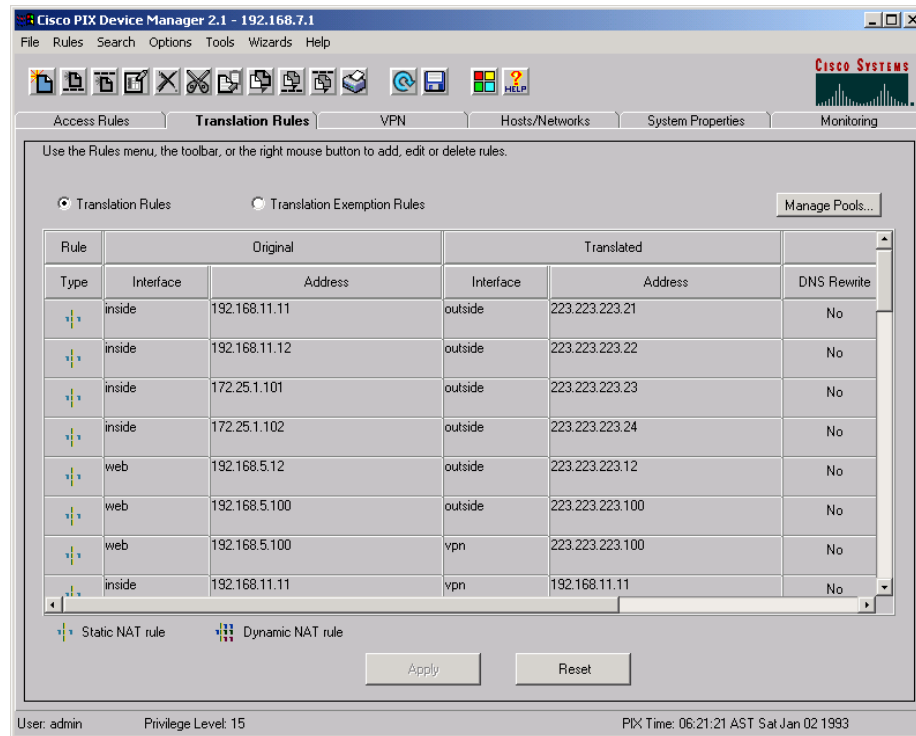 Cisco PIX Device Manager 2.1 - 192.168.7.1
File Rules Search Options Tools Wizards Help
HELP
CISCO SYSTEMS
Access Rules Translation Rules VPN Hosts/Networks System Properties Monitoring
Use the Rules menu, the toolbar, or the right mouse button to add, edit or delete rules.
Translation Rules Translation Exemption Rules Manage Pools...
Rule Original Translated
Type Interface Address Interface Address DNS Rewrite
inside 192.168.11.11 outside 223.223.223.21 No
inside 192.168.11.12 outside 223.223.223.22 No
inside 172.25.1.101 outside 223.223.223.23 No
inside 172.25.1.102 outside 223.223.223.24 No
web 192.168.5.12 outside 223.223.223.12 No
web 192.168.5.100 outside 223.223.223.100 No
web 192.168.5.100 vpn 223.223.223.100 No
inside 192.168.11.11 vpn 192.168.11.11 No
Static NAT rule Dynamic NAT rule
Apply Reset
User: admin Privilege Level: 15 PIX Time: 06:21:21 AST Sat Jan 02 1993